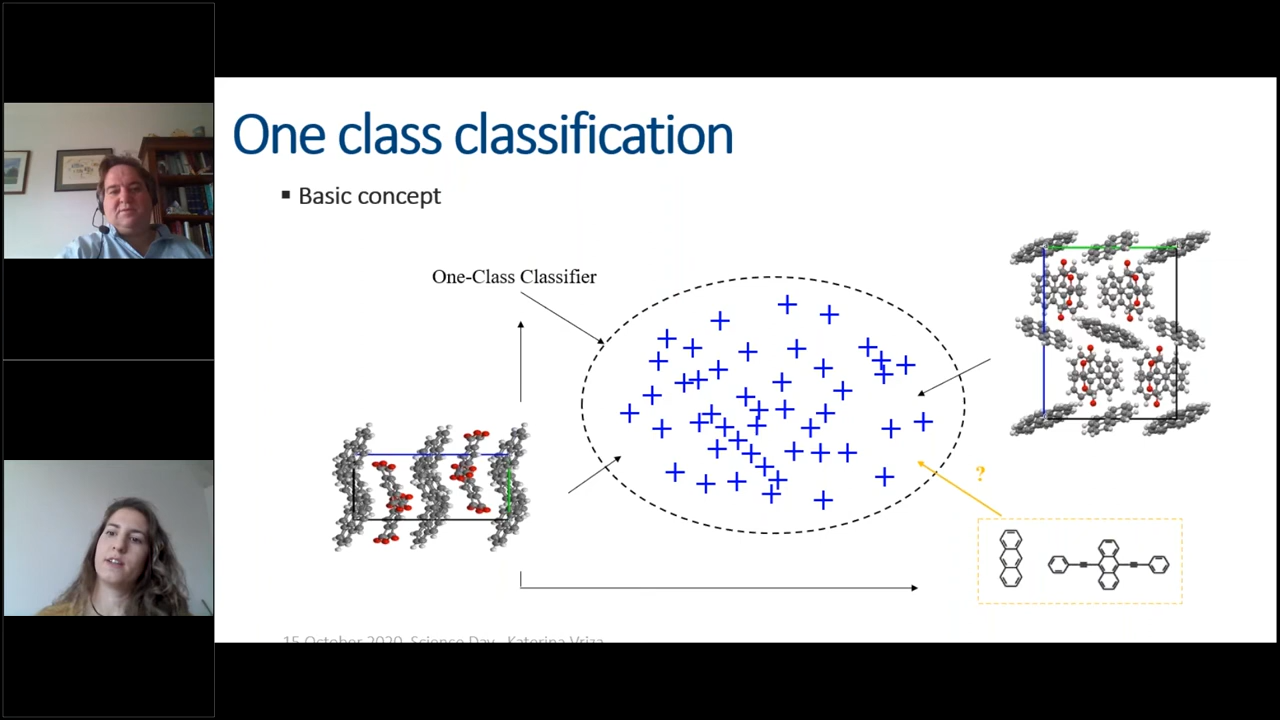 One class classification
▪ Basic concept
One-Class Classifier
?
15 October 2020, Science Day, Katerina Vriza